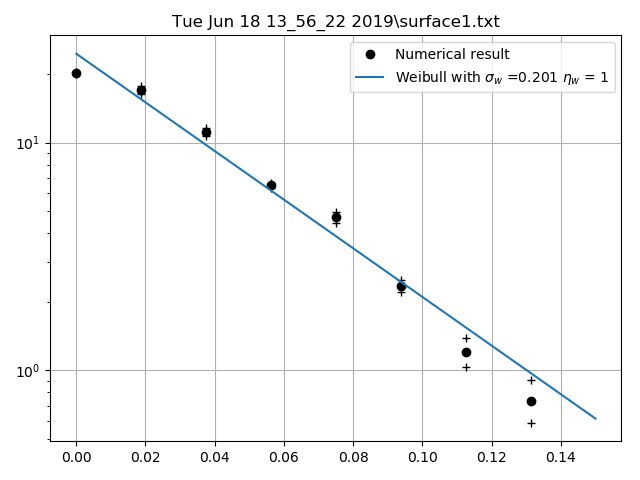 Tue Jun 18 13_56_22 2019\surface1.txt
Numerical result
Weibull with σw =0.201 ηw = 1
10¹
10⁰
0.00 0.02 0.04 0.06 0.08 0.10 0.12 0.14